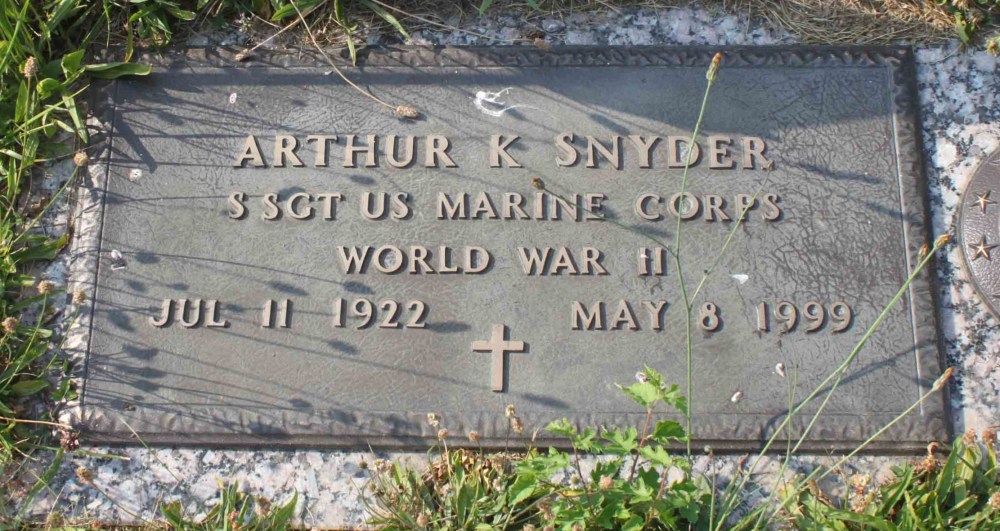 ARTHUR K SNYDER
S SGT US MARINE CORPS
WORLD WAR II
JUL 11 1922 MAY 8 1999